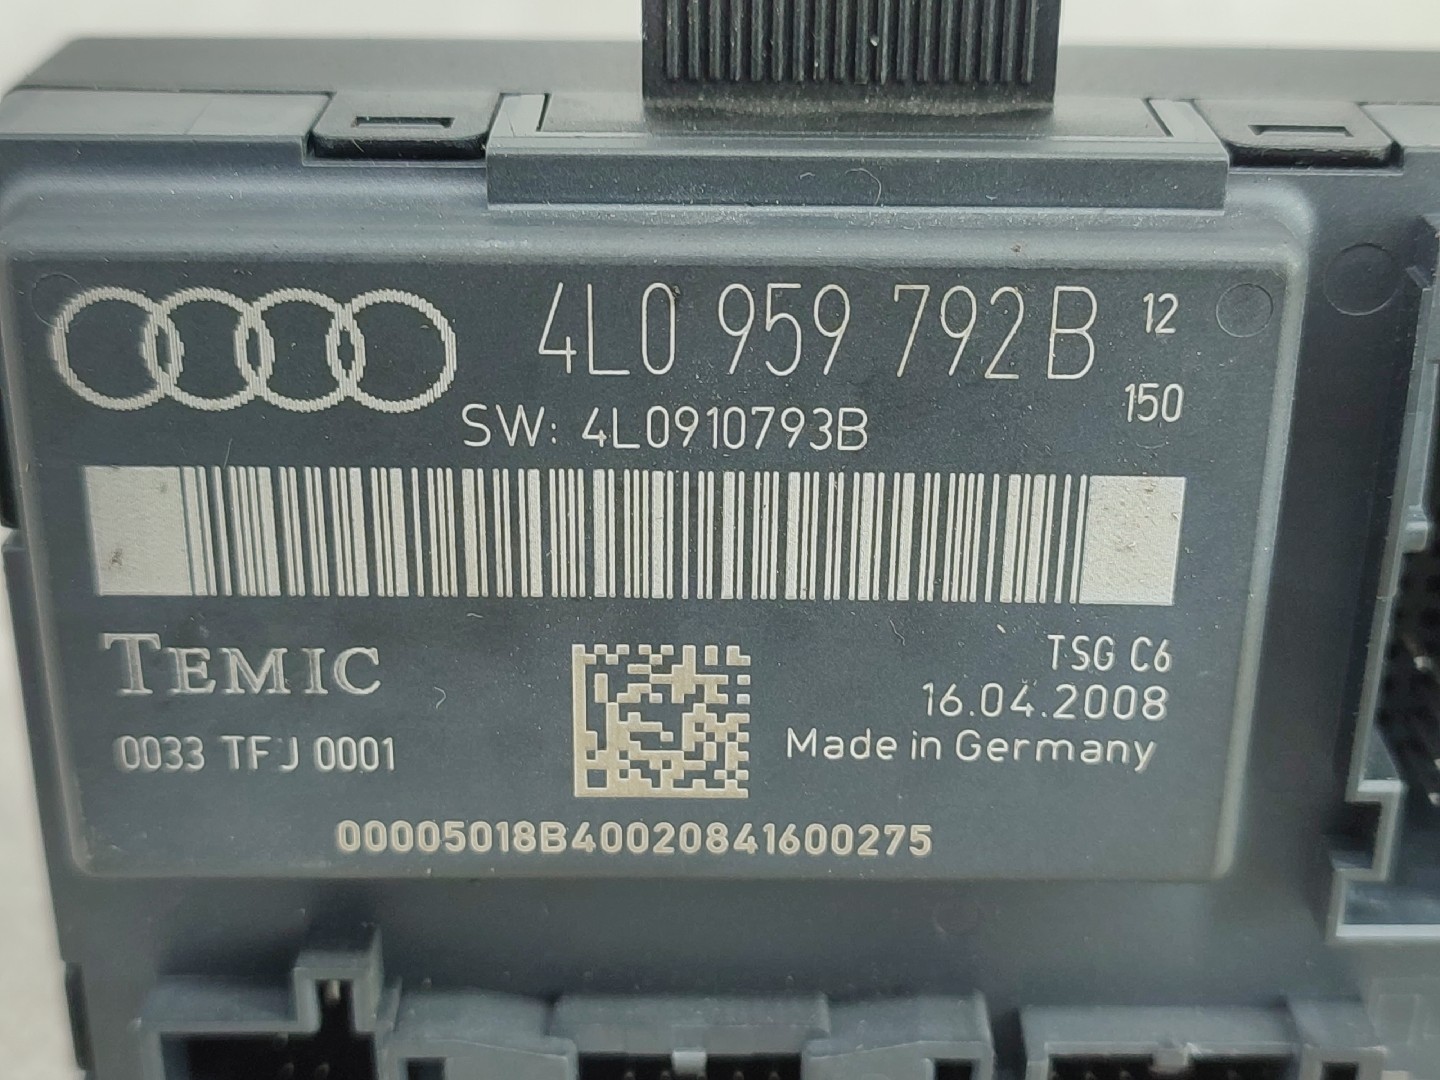 4L0 959 792 B 12
150
SW: 4L0910793B
TEMIC
TSG C6
16.04.2008
0033 TFJ 0001
Made in Germany
00005018B40020841600275